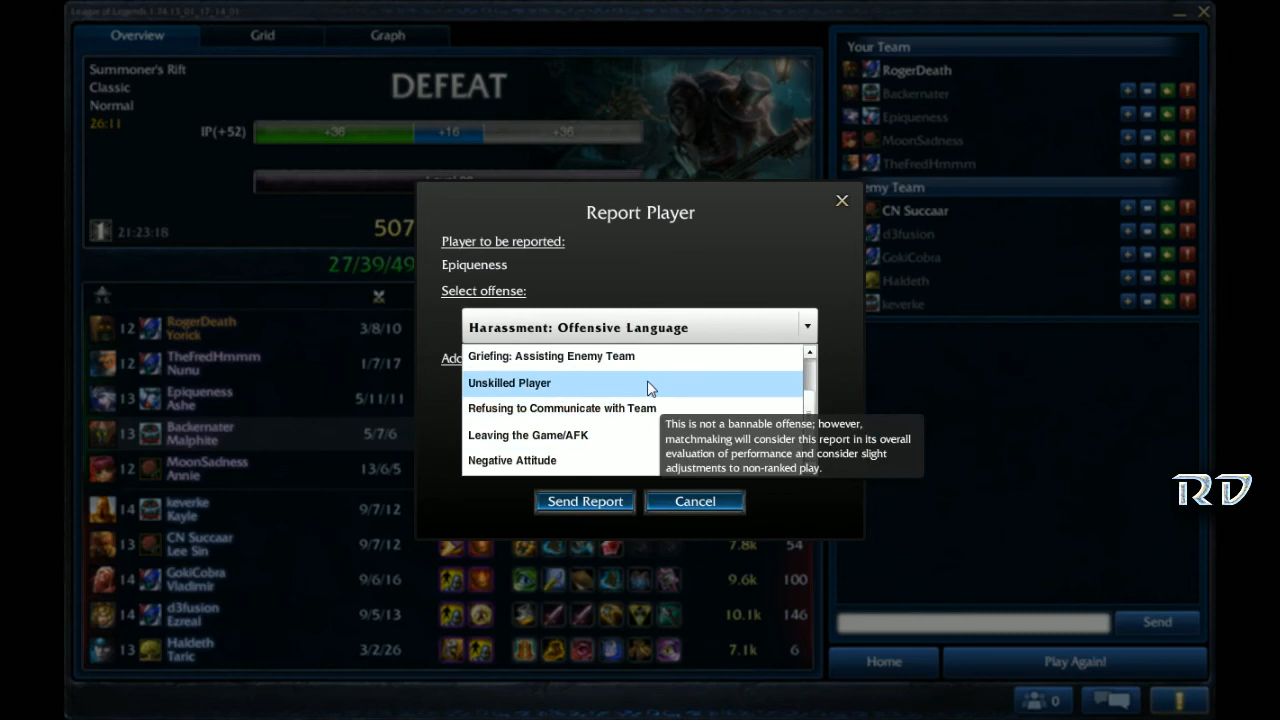 League of Legends 1.74.13_01_17_14_01
Overview
Grid
Graph
Summoner's Rift
Classic
Normal
26:11
DEFEAT
IP(+52)
+36
+16
+36
21:23:18
507
27/39/49
12 RogerDeath Yorick 3/8/10
12 TheFredHmmm Nunu 1/7/17
13 Epiqueness Ashe 5/11/11
13 Backernater Malphite 5/7/6
12 MoonSadness Annie 13/6/5
14 keverke Kayle 9/7/12
13 CN Succaar Lee Sin 9/7/12 7.8k 54
14 GokiCobra Vladimir 9/6/16 9.6k 100
14 d3fusion Ezreal 9/5/13 10.1k 146
13 Haldeth Taric 3/2/26 7.1k 6
Report Player
Player to be reported:
Epiqueness
Select offense:
Harassment: Offensive Language
Griefing: Assisting Enemy Team
Unskilled Player
Refusing to Communicate with Team
Leaving the Game/AFK
Negative Attitude
This is not a bannable offense; however,
matchmaking will consider this report in its overall
evaluation of performance and consider slight
adjustments to non-ranked play.
Send Report
Cancel
Your Team
RogerDeath
Backernater
Epiqueness
MoonSadness
TheFredHmmm
emy Team
CN Succaar
d3fusion
GokiCobra
Haldeth
keverke
RD
Send
Home
Play Again!
0